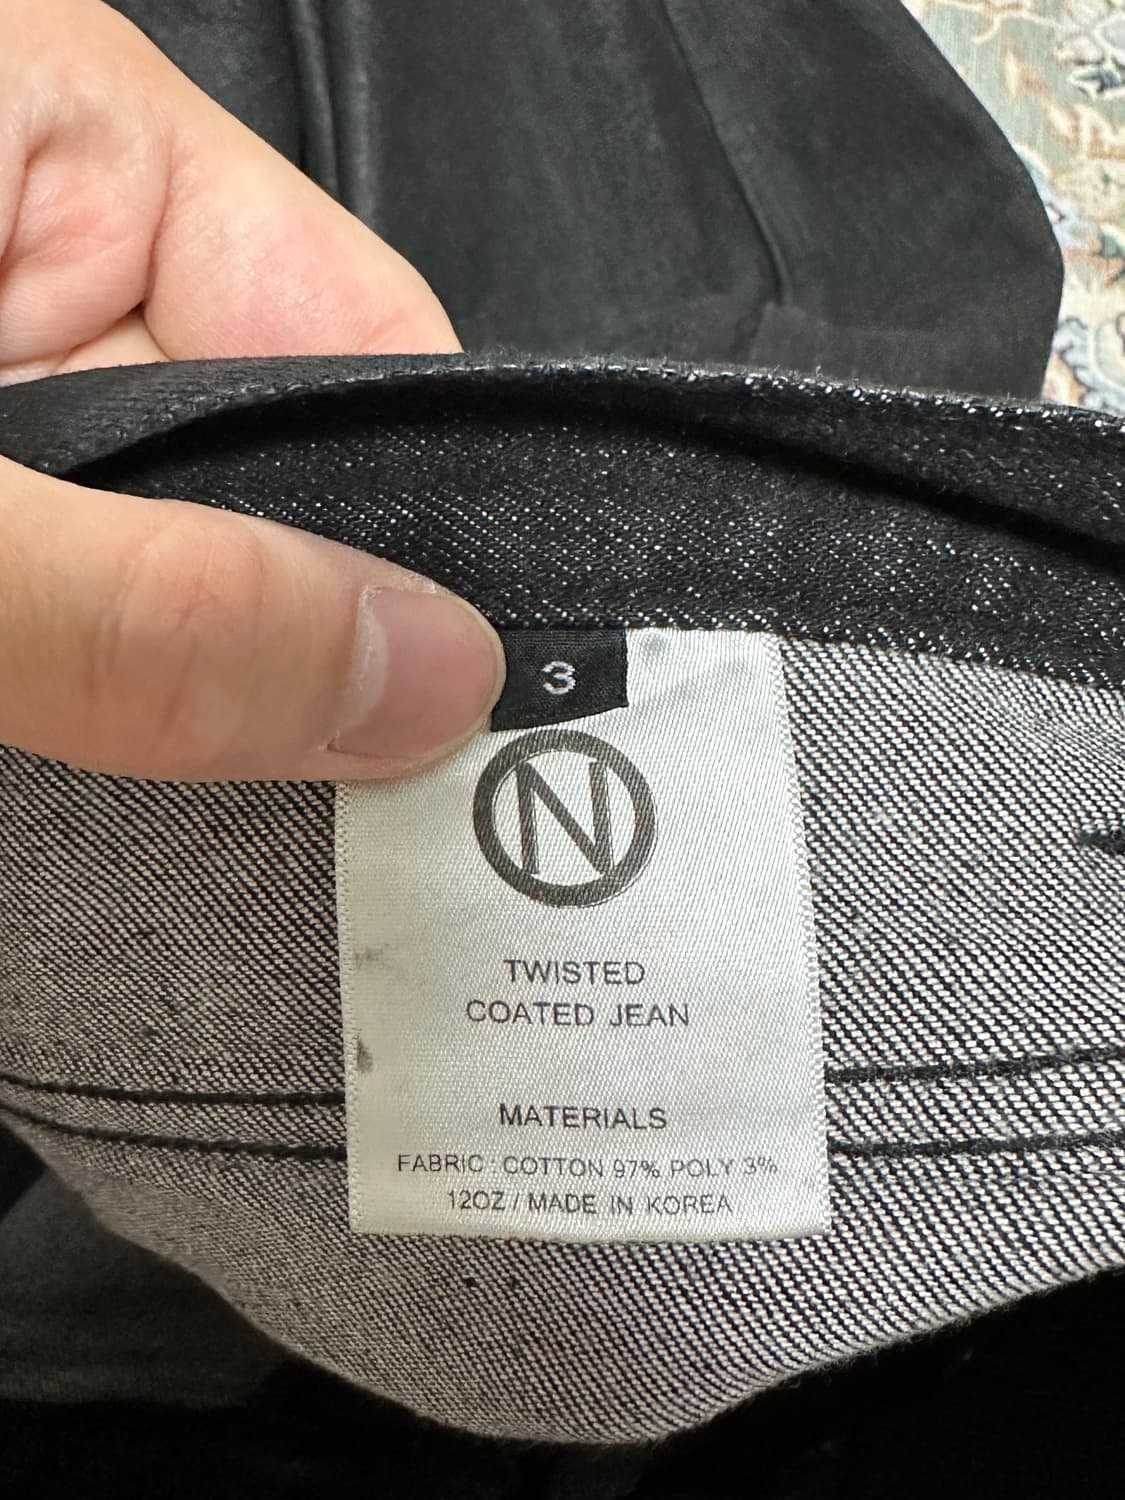 3
N
TWISTED
COATED JEAN
MATERIALS
FABRIC : COTTON 97% POLY 3%
12OZ / MADE IN KOREA